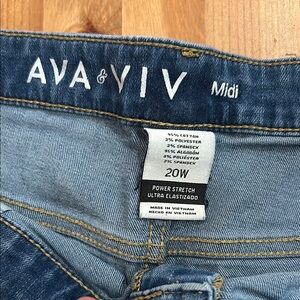 AVA & VIV Midi
95% COTTON
3% POLYESTER
2% SPANDEX
95% ALGODÓN
3% POLIÉSTER
2% SPANDEX
20W
POWER STRETCH
ULTRA ELASTIZADO
MADE IN VIETNAM
HECHO EN VIETNAM